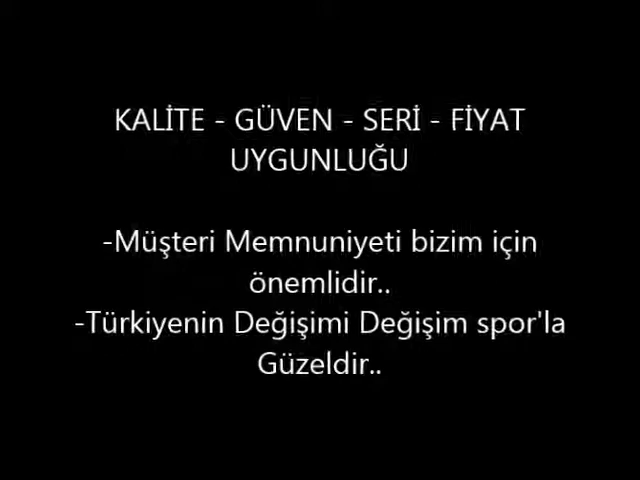 KALİTE - GÜVEN - SERİ - FİYAT
UYGUNLUĞU
-Müşteri Memnuniyeti bizim için
önemlidir..
-Türkiyenin Değişimi Değişim spor'la
Güzeldir..